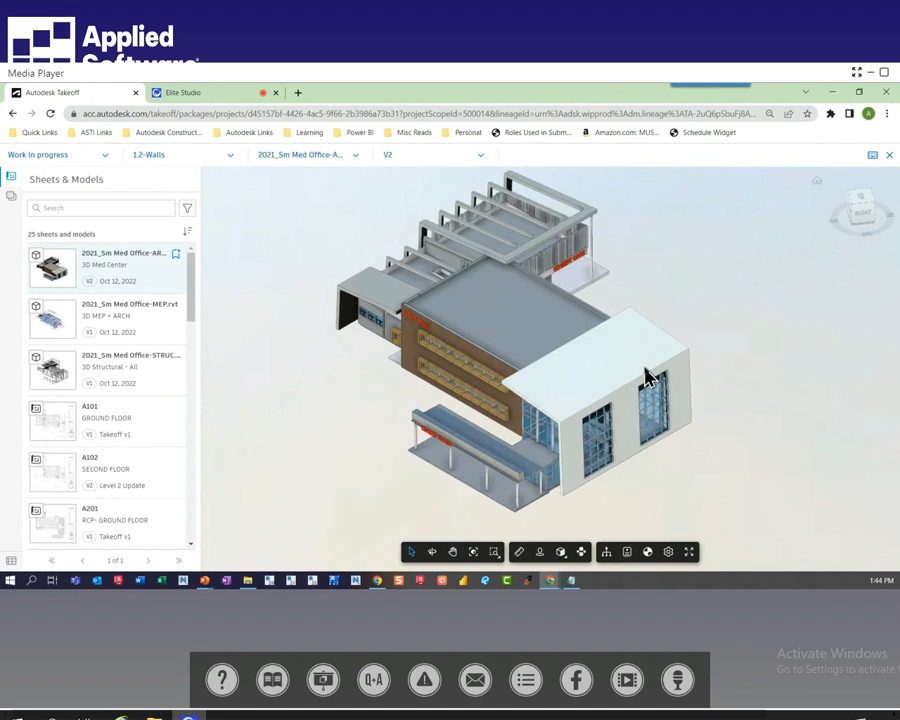 Applied
Software
Media Player
Autodesk Takeoff
Elite Studio
acc.autodesk.com/takeoff/packages/projects/d45157bf-4426-4ac5-9f66-2b3986a73b31?projectScopeId=500014&lineageId=urn%3Aadsk.wipprod%3Adm.lineage%3ATA-2uQ6pSbuFj8A...
A
Quick Links
ASTI Links
Autodesk Construct...
Autodesk Links
Learning
Power BI
Misc Reads
Personal
Roles Used in Subm...
Amazon.com: MUS...
Schedule Widget
Work in progress
1.2-Walls
2021_Sm Med Office-A...
V2
Sheets & Models
Search
25 sheets and models
2021_Sm Med Office-AR...
3D Med Center
V2 Oct 12, 2022
2021_Sm Med Office-MEP.rvt
3D MEP + ARCH
V1 Oct 12, 2022
2021_Sm Med Office-STRUC...
3D Structural - All
V1 Oct 12, 2022
A101
GROUND FLOOR
V1 Takeoff v1
A102
SECOND FLOOR
V2 Level 2 Update
A201
RCP- GROUND FLOOR
V1 Takeoff v1
1 of 1
RIGHT
1:44 PM
Q+A
Activate Windows
Go to Settings to activate